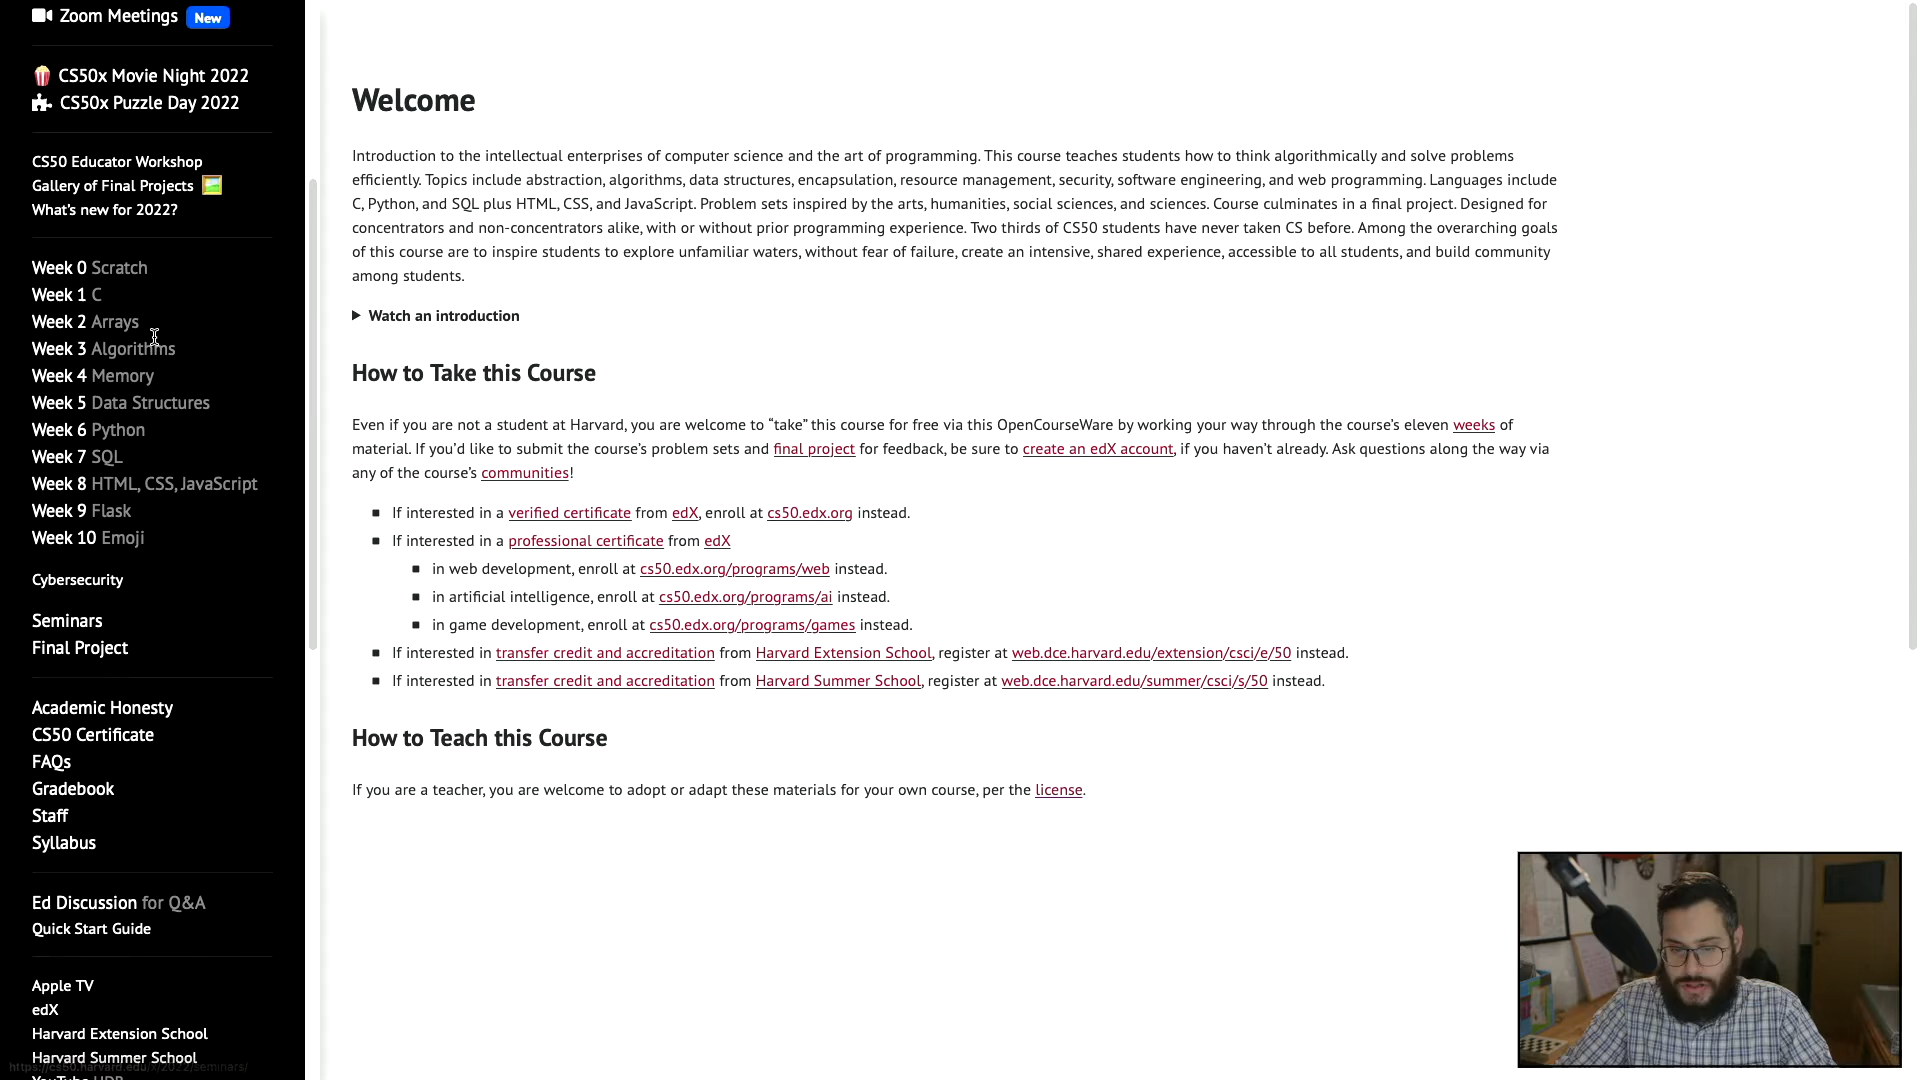 Zoom Meetings New
CS50x Movie Night 2022
CS50x Puzzle Day 2022
CS50 Educator Workshop
Gallery of Final Projects
What's new for 2022?
Week 0 Scratch
Week 1 C
Week 2 Arrays
Week 3 Algorithms
Week 4 Memory
Week 5 Data Structures
Week 6 Python
Week 7 SQL
Week 8 HTML, CSS, JavaScript
Week 9 Flask
Week 10 Emoji
Cybersecurity
Seminars
Final Project
Academic Honesty
CS50 Certificate
FAQs
Gradebook
Staff
Syllabus
Ed Discussion for Q&A
Quick Start Guide
Apple TV
edX
Harvard Extension School
Harvard Summer School
https://cs50.harvard.edu/x/2022/seminars/
Welcome
Introduction to the intellectual enterprises of computer science and the art of programming. This course teaches students how to think algorithmically and solve problems
efficiently. Topics include abstraction, algorithms, data structures, encapsulation, resource management, security, software engineering, and web programming. Languages include
C, Python, and SQL plus HTML, CSS, and JavaScript. Problem sets inspired by the arts, humanities, social sciences, and sciences. Course culminates in a final project. Designed for
concentrators and non-concentrators alike, with or without prior programming experience. Two thirds of CS50 students have never taken CS before. Among the overarching goals
of this course are to inspire students to explore unfamiliar waters, without fear of failure, create an intensive, shared experience, accessible to all students, and build community
among students.
Watch an introduction
How to Take this Course
Even if you are not a student at Harvard, you are welcome to “take” this course for free via this OpenCourseWare by working your way through the course’s eleven weeks of
material. If you’d like to submit the course’s problem sets and final project for feedback, be sure to create an edX account, if you haven’t already. Ask questions along the way via
any of the course’s communities!
If interested in a verified certificate from edX, enroll at cs50.edx.org instead.
If interested in a professional certificate from edX
in web development, enroll at cs50.edx.org/programs/web instead.
in artificial intelligence, enroll at cs50.edx.org/programs/ai instead.
in game development, enroll at cs50.edx.org/programs/games instead.
If interested in transfer credit and accreditation from Harvard Extension School, register at web.dce.harvard.edu/extension/csci/e/50 instead.
If interested in transfer credit and accreditation from Harvard Summer School, register at web.dce.harvard.edu/summer/csci/s/50 instead.
How to Teach this Course
If you are a teacher, you are welcome to adopt or adapt these materials for your own course, per the license.